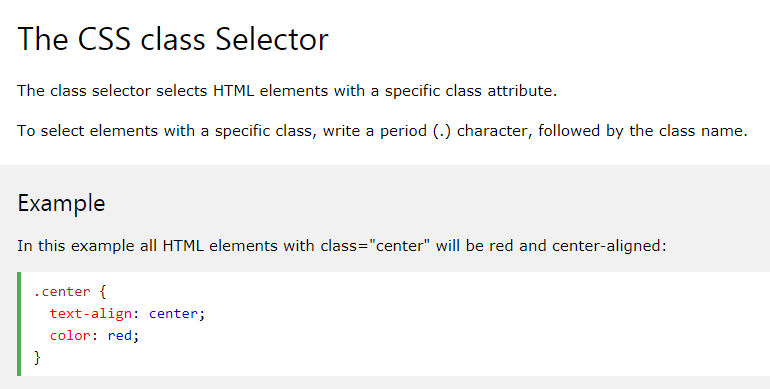 The CSS class Selector
The class selector selects HTML elements with a specific class attribute.
To select elements with a specific class, write a period (.) character, followed by the class name.
Example
In this example all HTML elements with class="center" will be red and center-aligned:
.center {
  text-align: center;
  color: red;
}